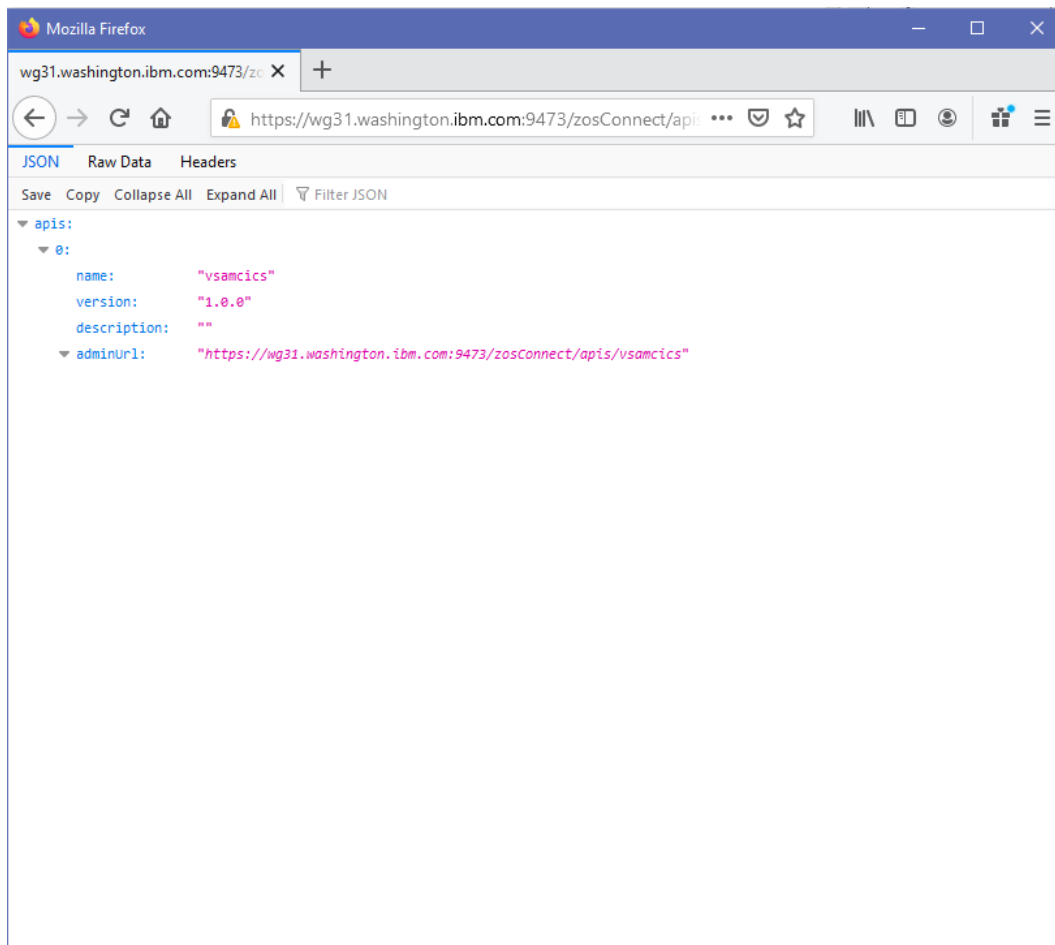 Mozilla Firefox
wg31.washington.ibm.com:9473/zo
https://wg31.washington.ibm.com:9473/zosConnect/api
JSON Raw Data Headers
Save Copy Collapse All Expand All Filter JSON
apis:
0:
name: "vsamcics"
version: "1.0.0"
description: ""
adminUrl: "https://wg31.washington.ibm.com:9473/zosConnect/apis/vsamcics"